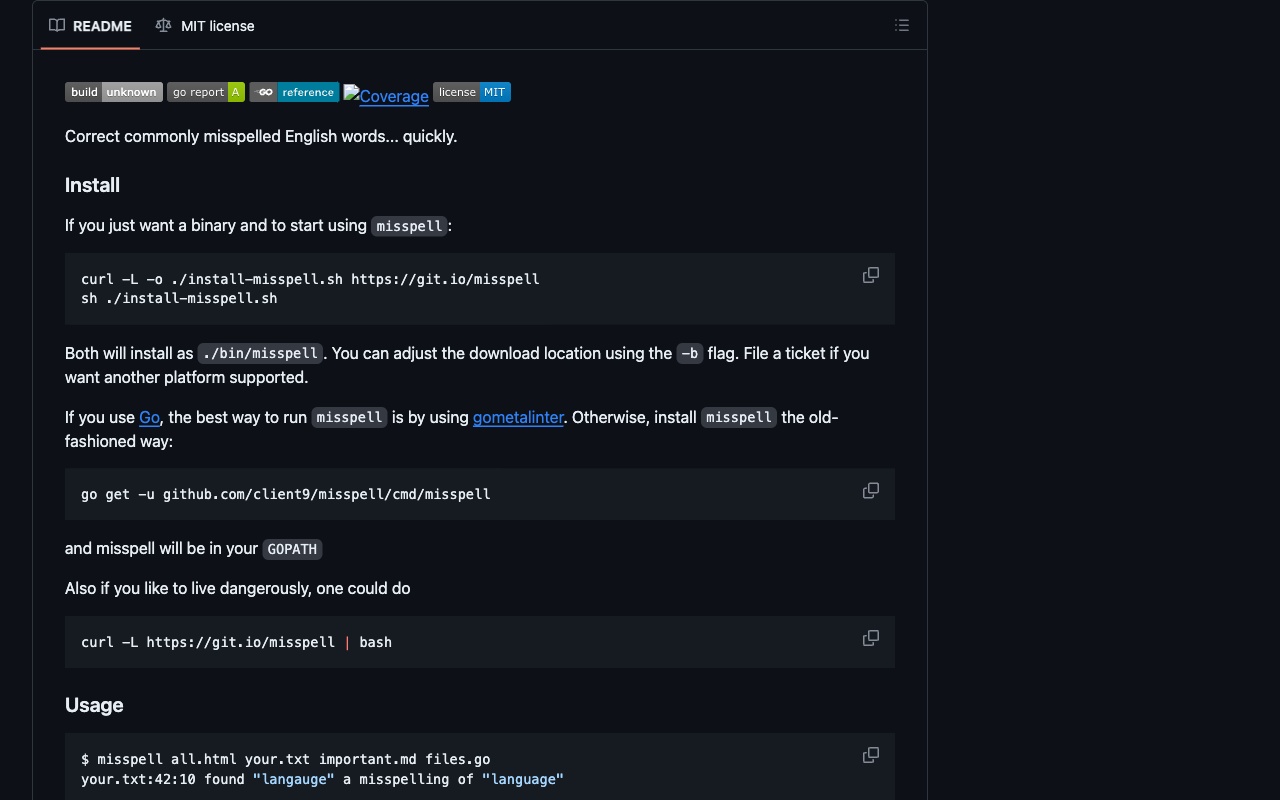 README MIT license
build unknown go report A GO reference Coverage license MIT
Correct commonly misspelled English words... quickly.
Install
If you just want a binary and to start using misspell:
curl -L -o ./install-misspell.sh https://git.io/misspell
sh ./install-misspell.sh
Both will install as ./bin/misspell. You can adjust the download location using the -b flag. File a ticket if you
want another platform supported.
If you use Go, the best way to run misspell is by using gometalinter. Otherwise, install misspell the old-
fashioned way:
go get -u github.com/client9/misspell/cmd/misspell
and misspell will be in your GOPATH
Also if you like to live dangerously, one could do
curl -L https://git.io/misspell | bash
Usage
$ misspell all.html your.txt important.md files.go
your.txt:42:10 found "langauge" a misspelling of "language"